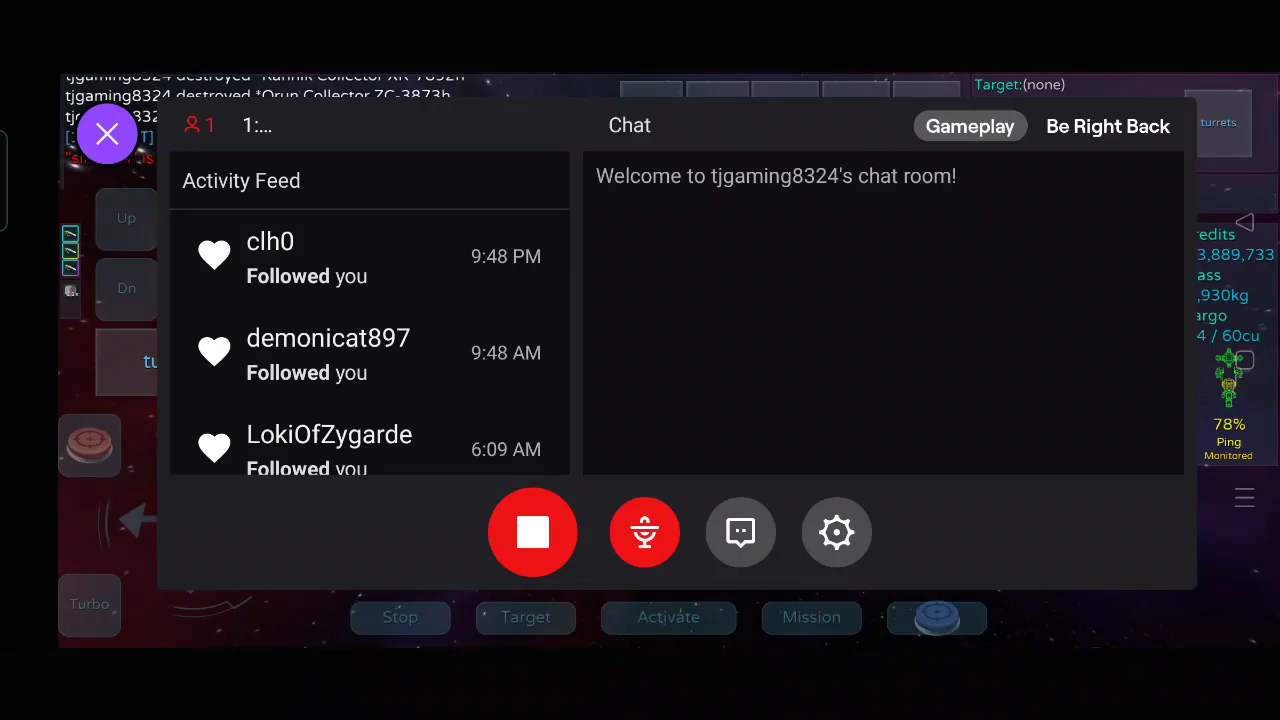 tjgaming8324 destroyed *Orun Collector ZC-3873h
Target:(none)
turrets
1
1:...
Chat
Gameplay
Be Right Back
Activity Feed
Welcome to tjgaming8324's chat room!
clh0
Followed you
9:48 PM
demonicat897
Followed you
9:48 AM
LokiOfZygarde
Followed you
6:09 AM
Up
Dn
redits
3,889,733
ass
,930kg
argo
4 / 60cu
78%
Ping
Monitored
Turbo
Stop
Target
Activate
Mission